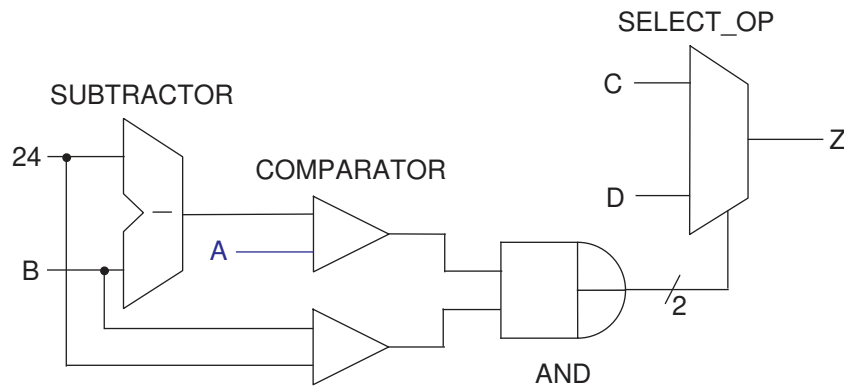 SELECT_OP
C
SUBTRACTOR
24
Z
COMPARATOR
D
–
A
B
2
AND